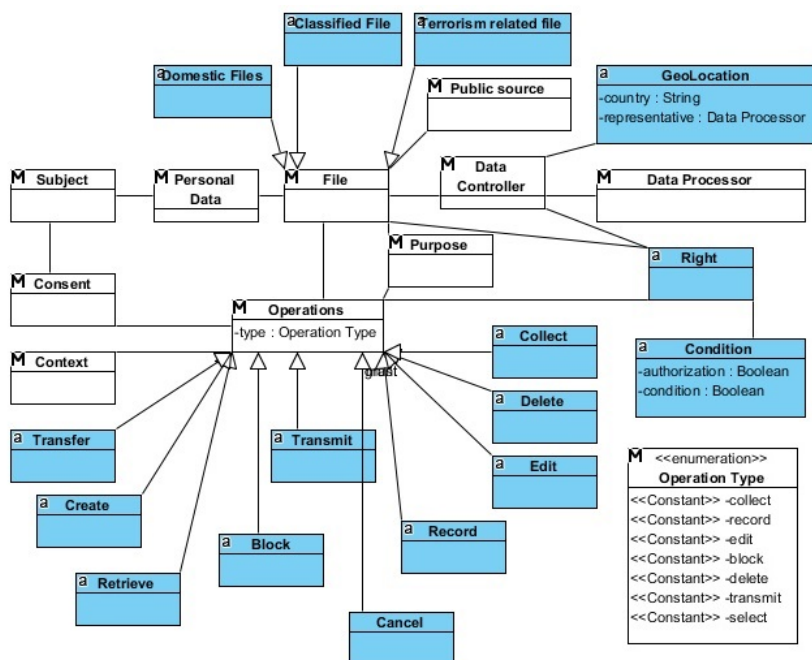 a Classified File
a Terrorism related file
a Domestic Files
M Public source
a GeoLocation
-country : String
-representative : Data Processor
M Subject
M Personal
Data
M File
M Data
Controller
M Data Processor
M Purpose
a Right
M Consent
M Operations
-type : Operation Type
M Context
a Collect
a Condition
-authorization : Boolean
-condition : Boolean
a Delete
a Transfer
a Transmit
a Edit
a Create
a Block
a Record
a Retrieve
a Cancel
M <<enumeration>>
Operation Type
<<Constant>> -collect
<<Constant>> -record
<<Constant>> -edit
<<Constant>> -block
<<Constant>> -delete
<<Constant>> -transmit
<<Constant>> -select